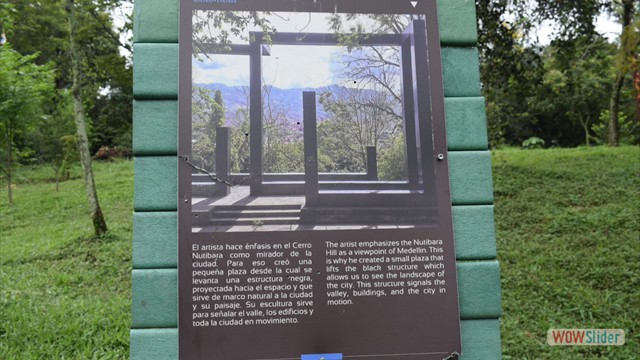 El artista hace énfasis en el Cerro
Nutibara como mirador de la
ciudad. Para eso creó una
pequeña plaza desde la cual se
levanta una estructura negra,
proyectada hacia el espacio y que
sirve de marco natural a la ciudad
y su paisaje. Su escultura sirve
para señalar el valle, los edificios y
toda la ciudad en movimiento.
The artist emphasizes the Nutibara
Hill as a viewpoint of Medellin. This
is why he created a small plaza that
lifts the black structure which
allows us to see the landscape of
the city. This structure signals the
valley, buildings, and the city in
motion.
WOWSlider